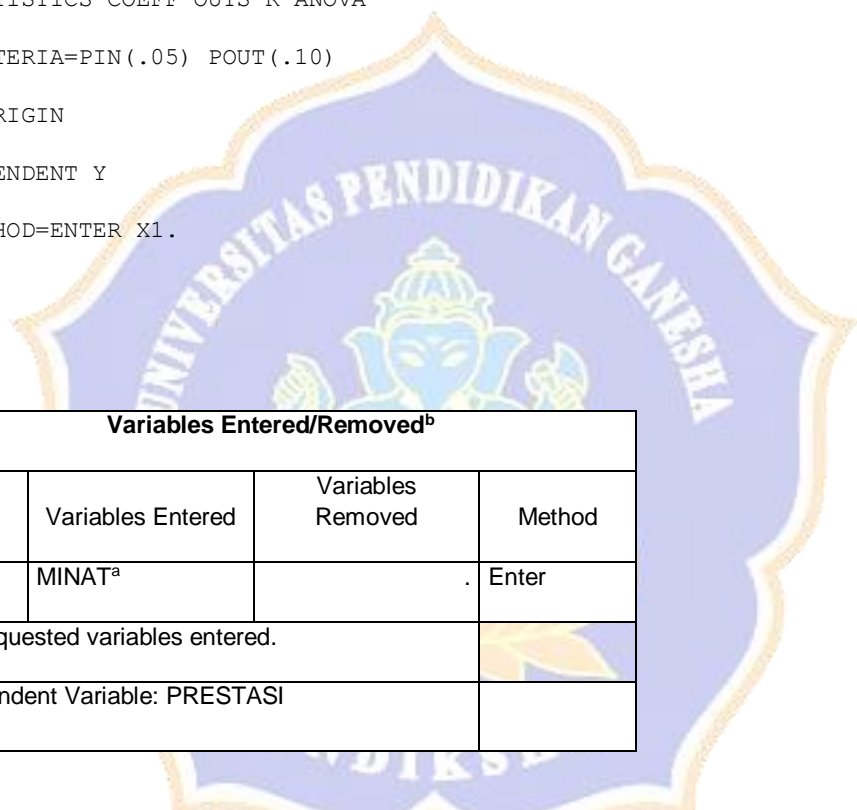 TISTICS COEFF OUTS R ANOVA
TERIA=PIN(.05) POUT(.10)
RIGIN
ENDENT Y
HOD=ENTER X1.
UNIVERSITAS PENDIDIKAN GANESHA
Variables Entered/Removedᵇ
Variables Entered
Variables
Removed
Method
MINATᵃ
.
Enter
quested variables entered.
ndent Variable: PRESTASI